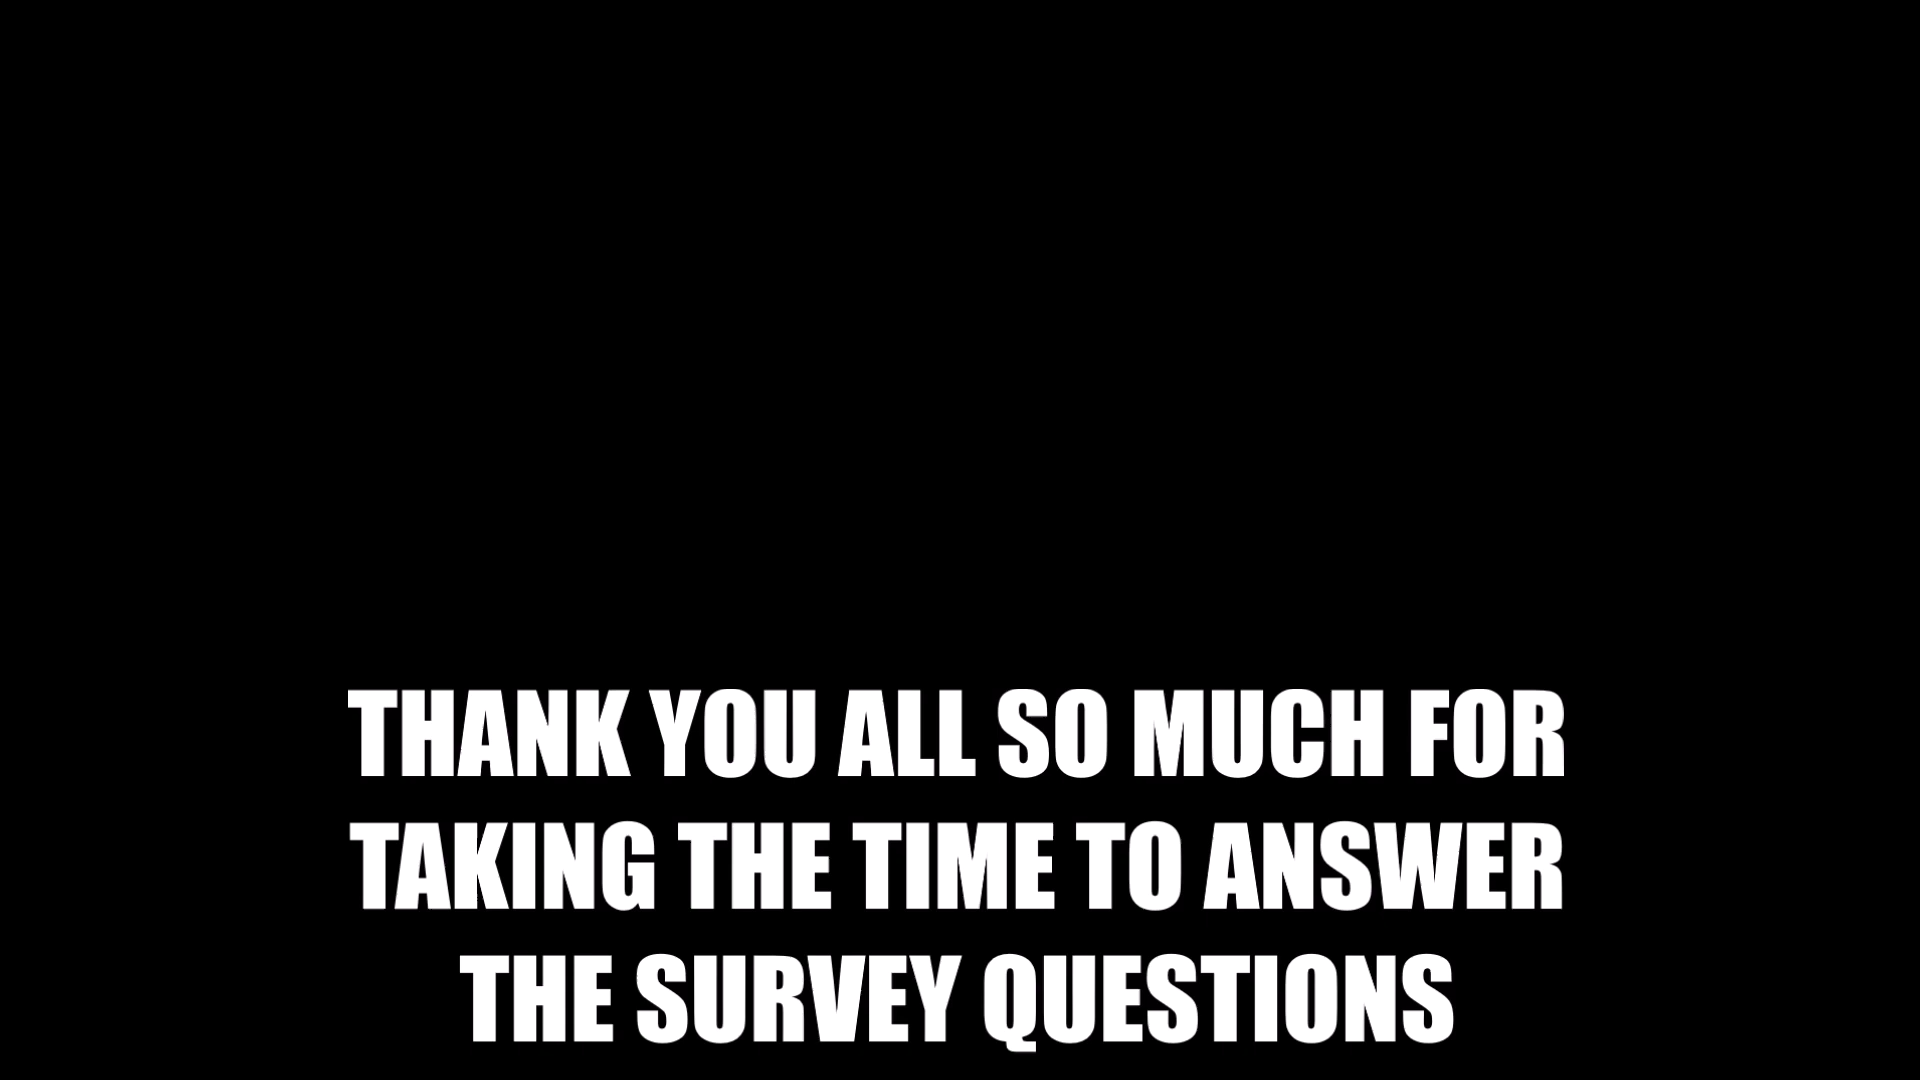 THANK YOU ALL SO MUCH FOR
TAKING THE TIME TO ANSWER
THE SURVEY QUESTIONS